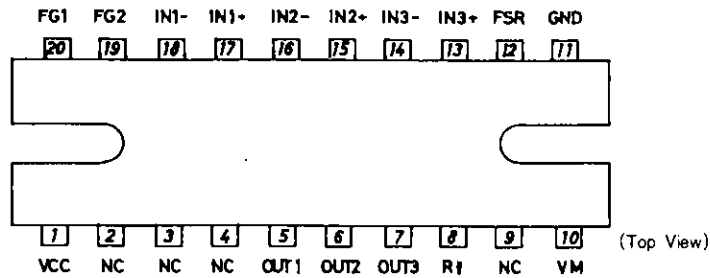 FG1 FG2 IN1- IN1+ IN2- IN2+ IN3- IN3+ FSR GND
20 19 18 17 16 15 14 13 12 11
1 2 3 4 5 6 7 8 9 10
(Top View)
VCC NC NC NC OUT1 OUT2 OUT3 Rf NC VM